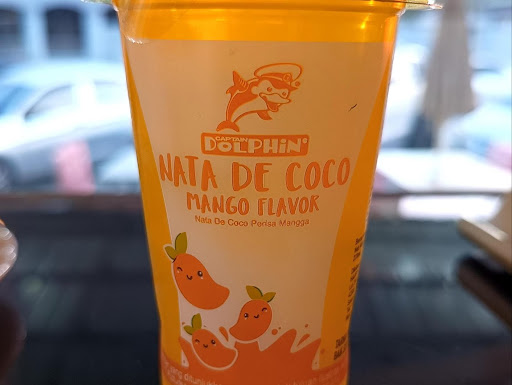 CAPTAIN
DOLPHIN
NATA DE COCO
MANGO FLAVOR
Nata De Coco Perisa Mangga